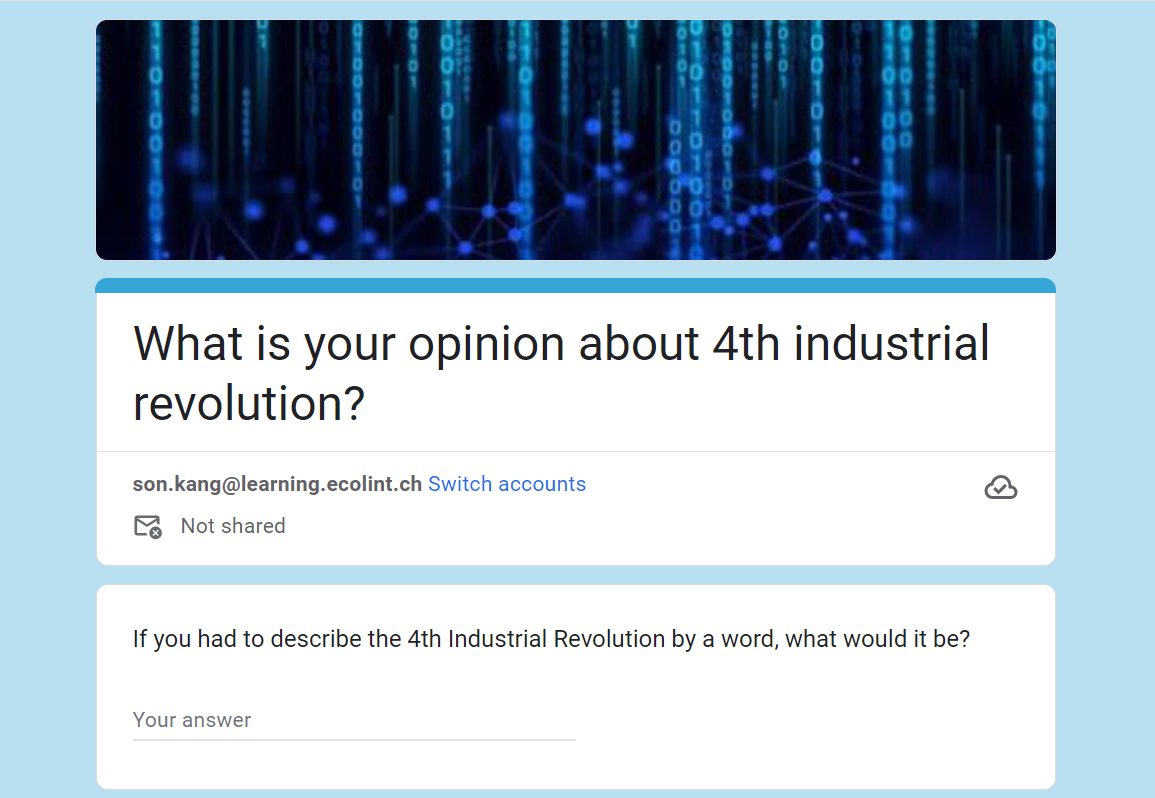 What is your opinion about 4th industrial
revolution?
son.kang@learning.ecolint.ch Switch accounts
Not shared
If you had to describe the 4th Industrial Revolution by a word, what would it be?
Your answer